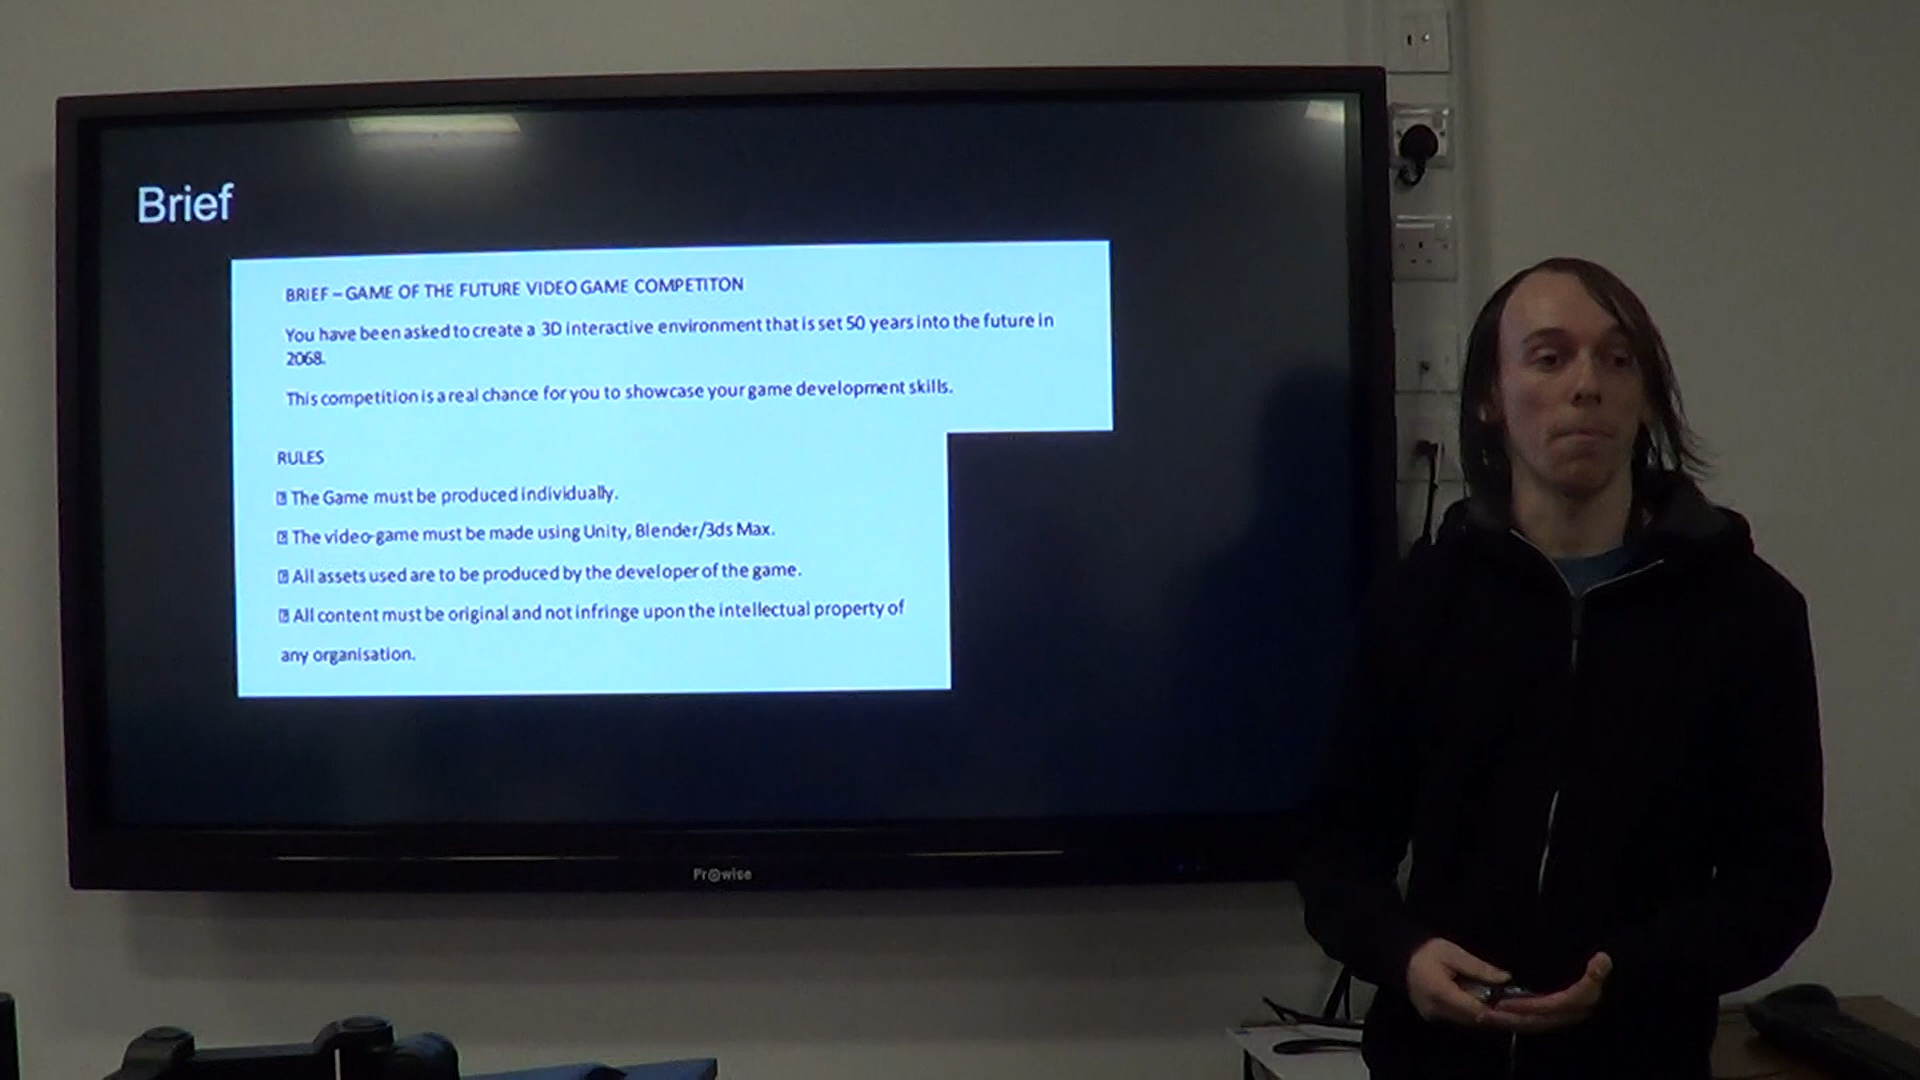 Brief
BRIEF – GAME OF THE FUTURE VIDEO GAME COMPETITON
You have been asked to create a 3D interactive environment that is set 50 years into the future in
2068.
This competition is a real chance for you to showcase your game development skills.
RULES
The Game must be produced individually.
The video-game must be made using Unity, Blender/3ds Max.
All assets used are to be produced by the developer of the game.
All content must be original and not infringe upon the intellectual property of
any organisation.
Prowise